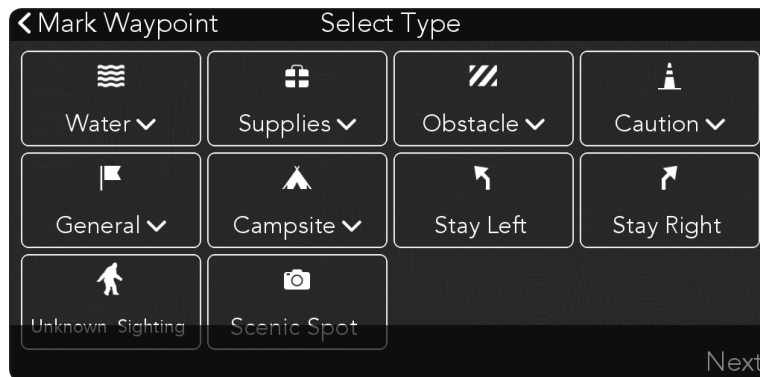 Mark Waypoint Select Type
Water Supplies Obstacle Caution
General Campsite Stay Left Stay Right
Unknown Sighting Scenic Spot
Next